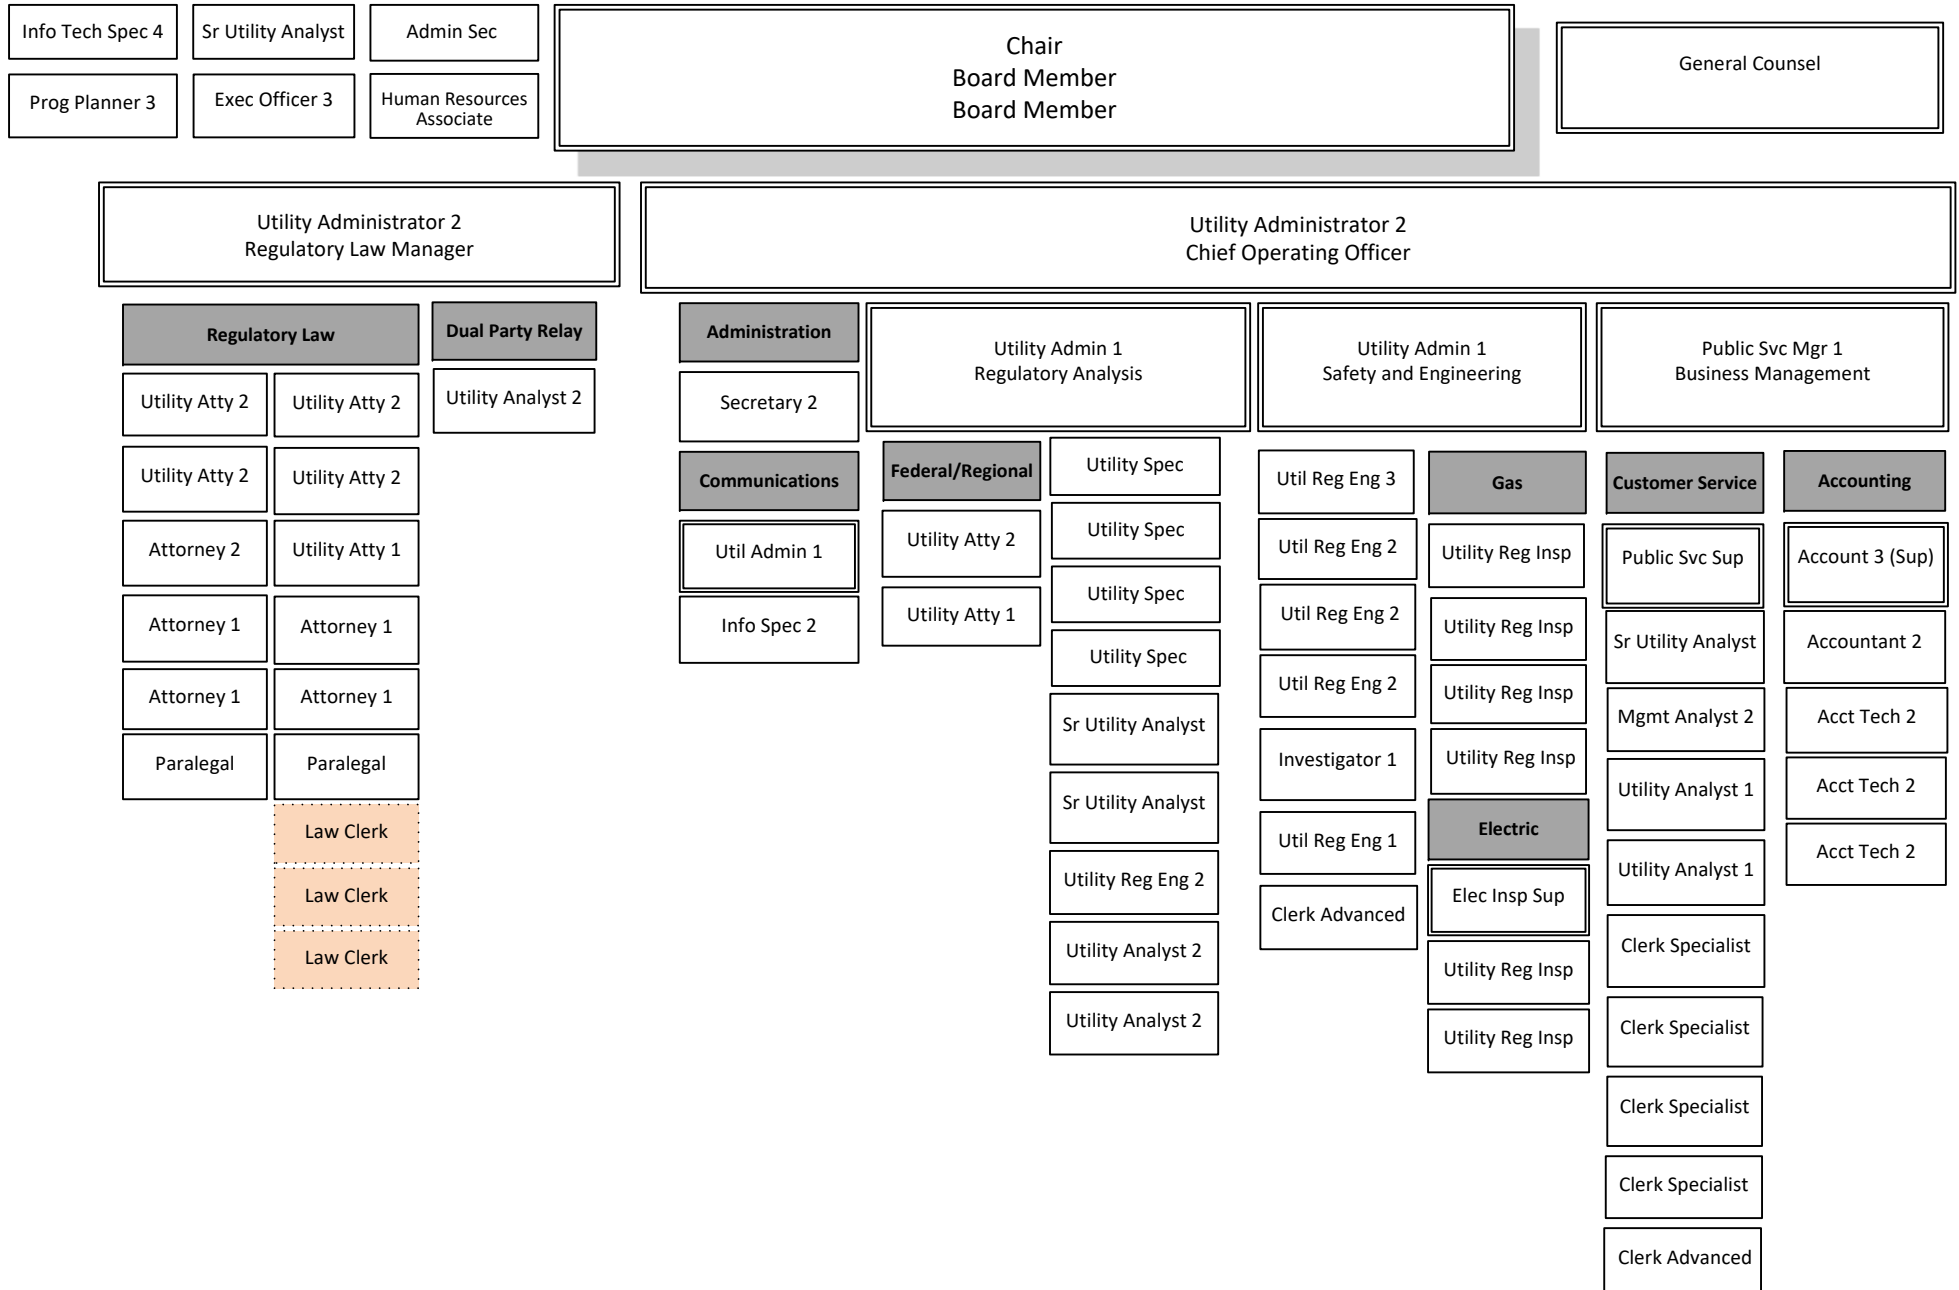 Info Tech Spec 4
Sr Utility Analyst
Admin Sec
Prog Planner 3
Exec Officer 3
Human Resources
Associate
Chair
Board Member
Board Member
General Counsel
Utility Administrator 2
Regulatory Law Manager
Utility Administrator 2
Chief Operating Officer
Regulatory Law
Utility Atty 2
Utility Atty 2
Utility Atty 2
Utility Atty 2
Attorney 2
Utility Atty 1
Attorney 1
Attorney 1
Attorney 1
Attorney 1
Paralegal
Paralegal
Law Clerk
Law Clerk
Law Clerk
Dual Party Relay
Utility Analyst 2
Administration
Secretary 2
Communications
Util Admin 1
Info Spec 2
Utility Admin 1
Regulatory Analysis
Federal/Regional
Utility Atty 2
Utility Atty 1
Utility Spec
Utility Spec
Utility Spec
Utility Spec
Sr Utility Analyst
Sr Utility Analyst
Utility Reg Eng 2
Utility Analyst 2
Utility Analyst 2
Utility Admin 1
Safety and Engineering
Util Reg Eng 3
Util Reg Eng 2
Util Reg Eng 2
Util Reg Eng 2
Investigator 1
Util Reg Eng 1
Clerk Advanced
Gas
Utility Reg Insp
Utility Reg Insp
Utility Reg Insp
Utility Reg Insp
Electric
Elec Insp Sup
Utility Reg Insp
Utility Reg Insp
Public Svc Mgr 1
Business Management
Customer Service
Public Svc Sup
Sr Utility Analyst
Mgmt Analyst 2
Utility Analyst 1
Utility Analyst 1
Clerk Specialist
Clerk Specialist
Clerk Specialist
Clerk Specialist
Clerk Advanced
Accounting
Account 3 (Sup)
Accountant 2
Acct Tech 2
Acct Tech 2
Acct Tech 2